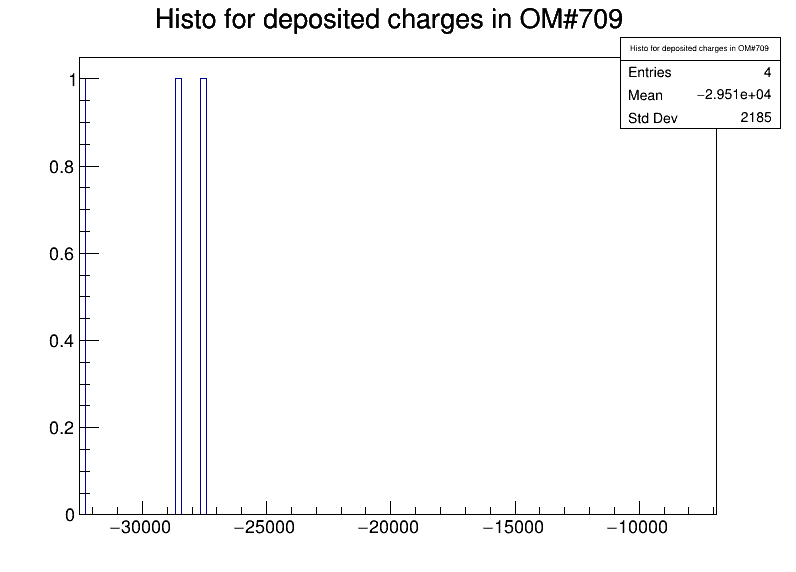 Histo for deposited charges in OM#709
Histo for deposited charges in OM#709
Entries 4
Mean −2.951e+04
Std Dev 2185
1
0.8
0.6
0.4
0.2
0
−30000 −25000 −20000 −15000 −10000